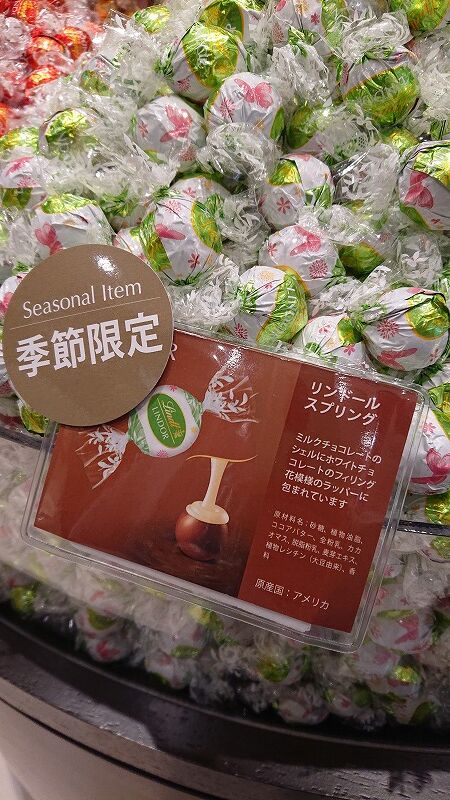 Seasonal Item
季節限定
R
Lindt
LINDOR
リンドール
スプリング
ミルクチョコレートの
シェルにホワイトチョ
コレートのフィリング
花模様のラッパーに
包まれています
原材料名:砂糖、植物油脂、
ココアバター、全粉乳、カカ
オマス、脱脂粉乳、麦芽エキス、
植物レシチン(大豆由来)、香
料
原産国:アメリカ